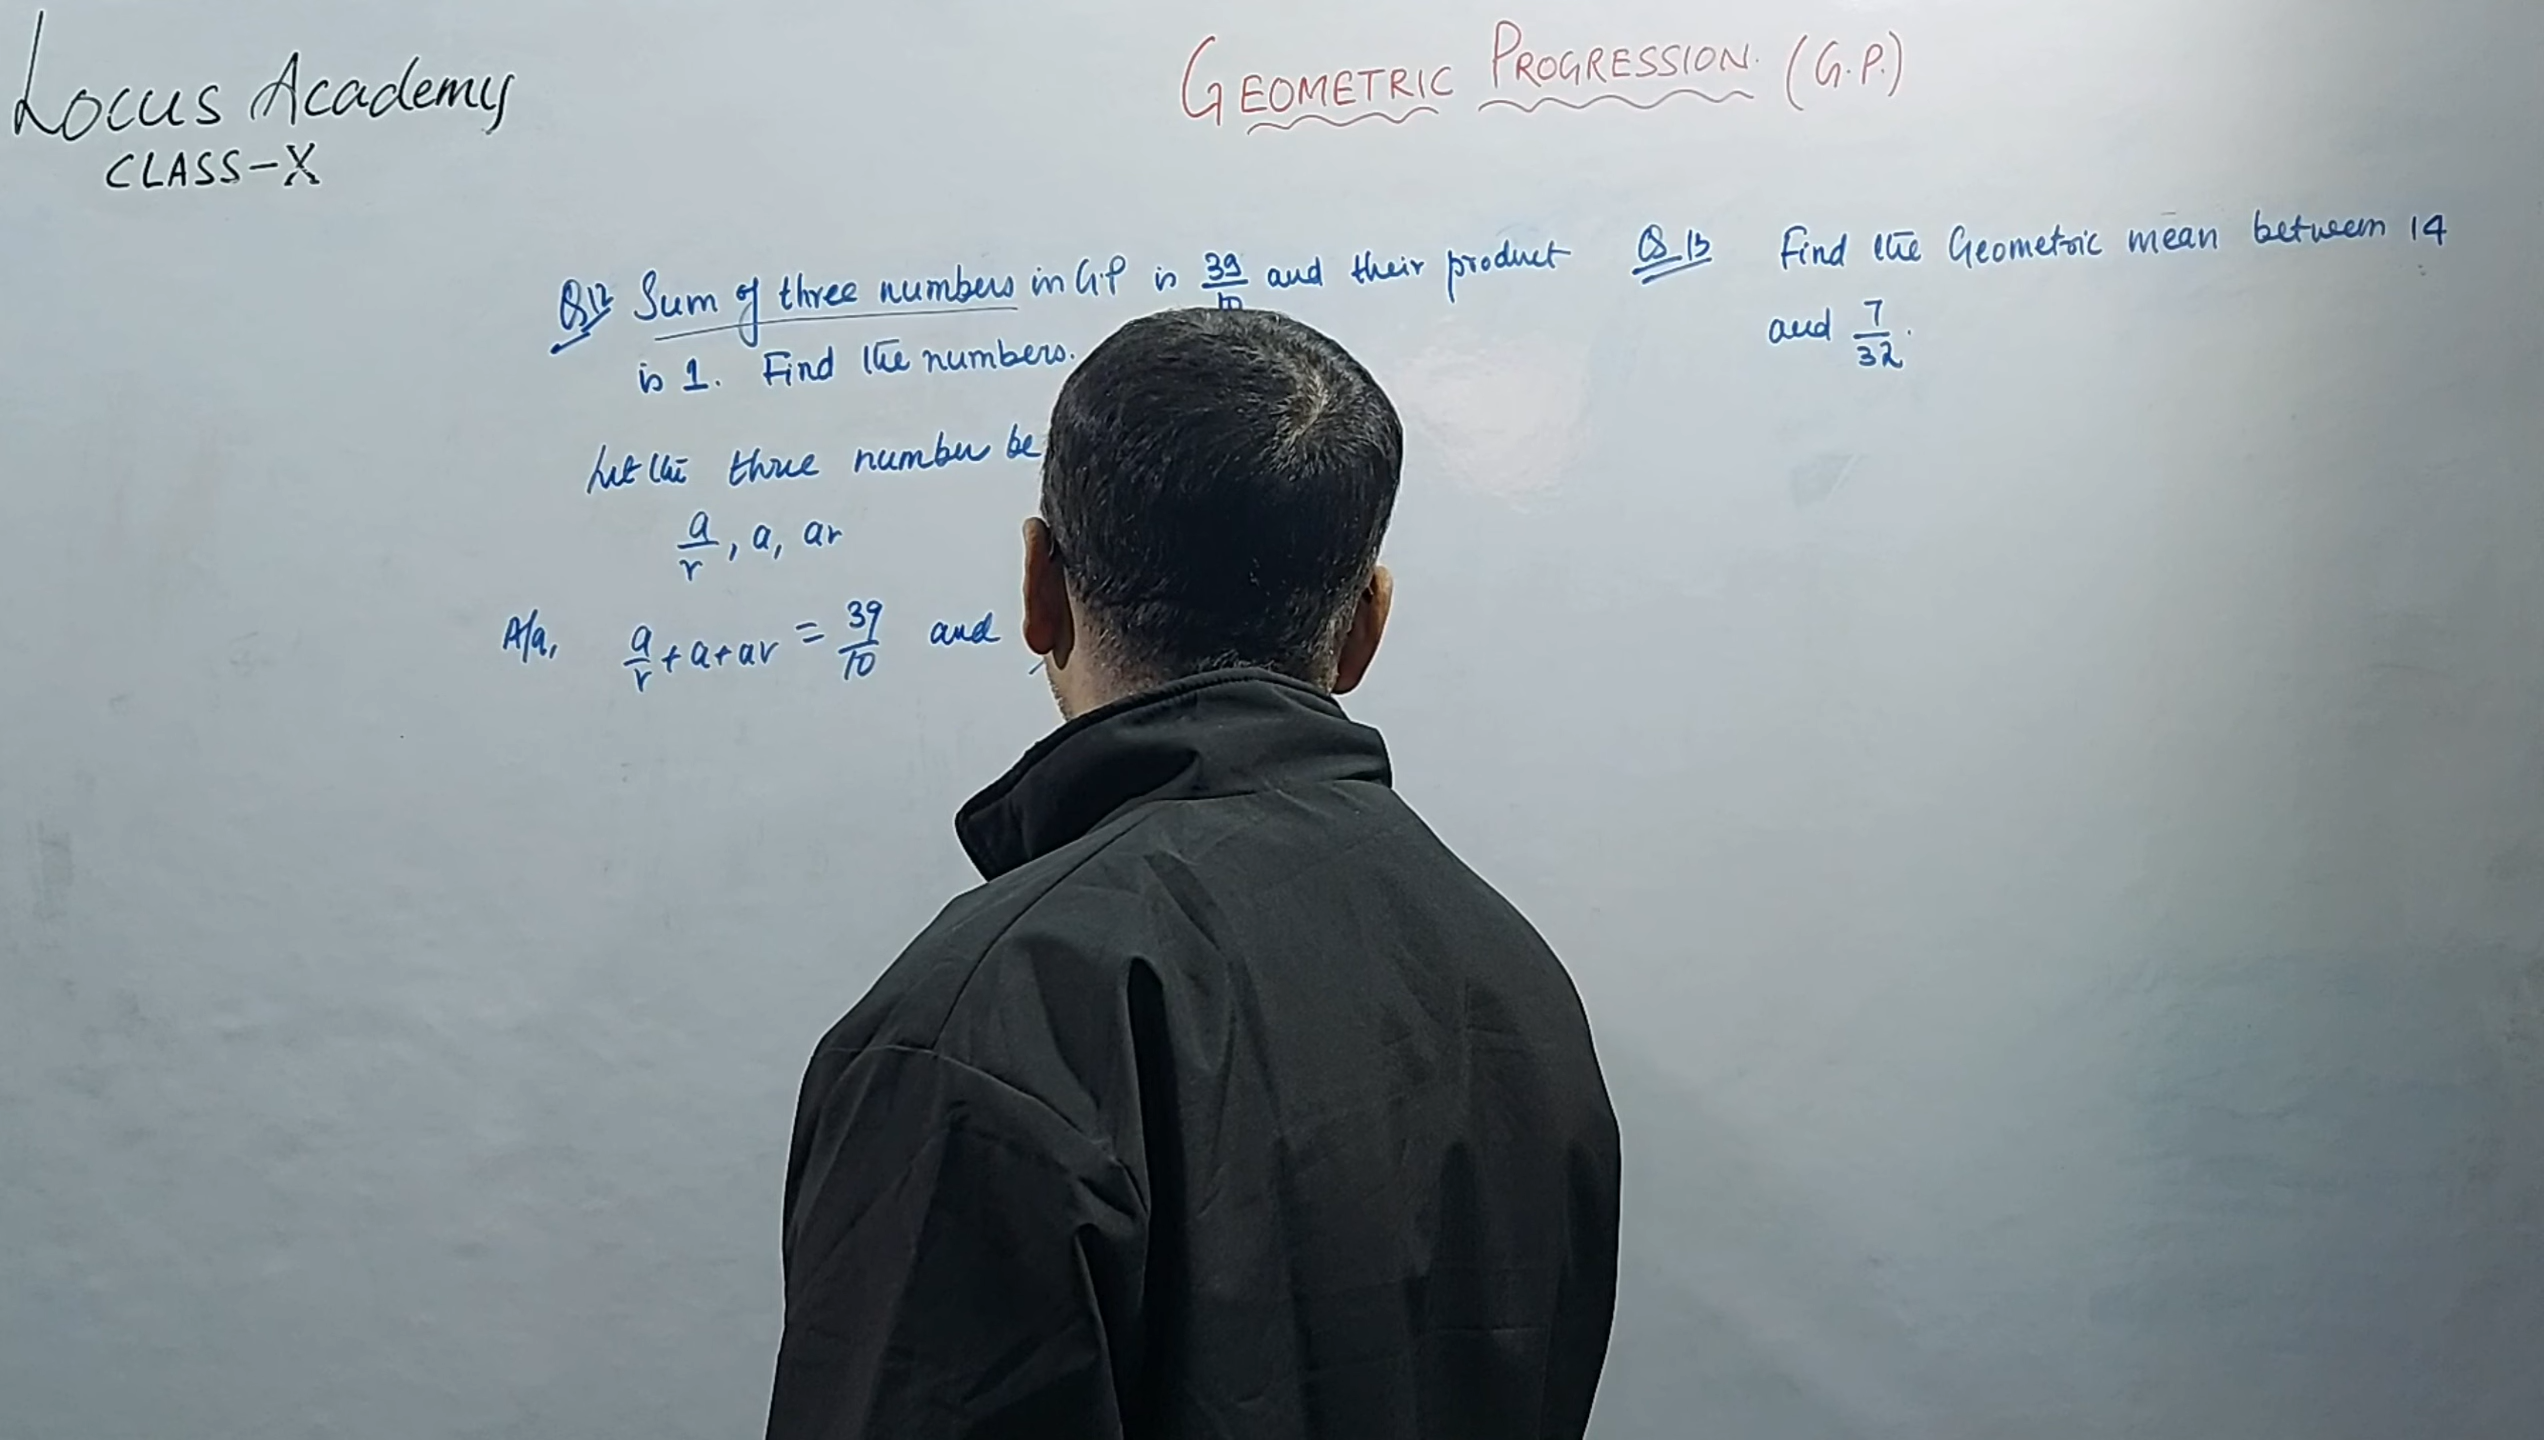 Locus Academy
CLASS-X
GEOMETRIC PROGRESSION. (G.P.)
Q12 Sum of three numbers in G.P is 39/10 and their product
is 1. Find the numbers.
Let the three number be
a/r, a, ar
A/q, a/r + a + ar = 39/10 and
Q.13 Find the Geometric mean between 14
and 7/32.